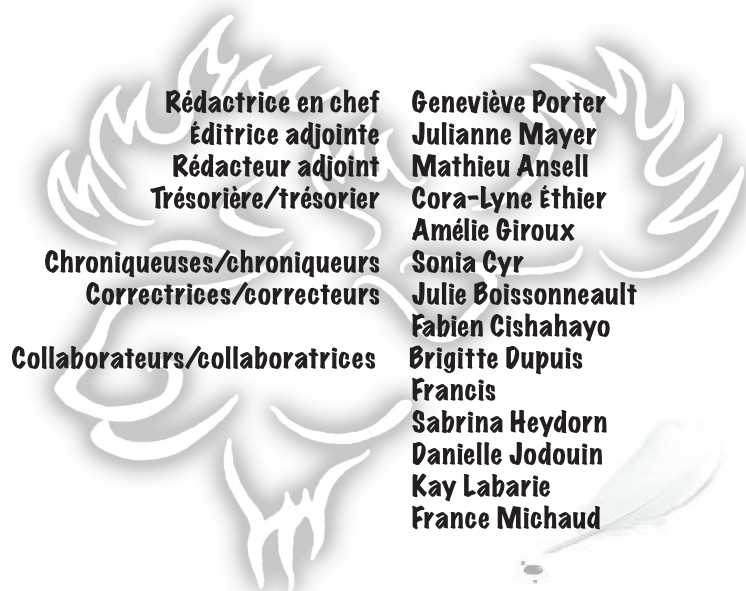 Rédactrice en chef Geneviève Porter
Éditrice adjointe Julianne Mayer
Rédacteur adjoint Mathieu Ansell
Trésorière/trésorier Cora-Lyne Éthier
Amélie Giroux
Chroniqueuses/chroniqueurs Sonia Cyr
Correctrices/correcteurs Julie Boissonneault
Fabien Cishahayo
Collaborateurs/collaboratrices Brigitte Dupuis
Francis
Sabrina Heydorn
Danielle Jodouin
Kay Labarie
France Michaud